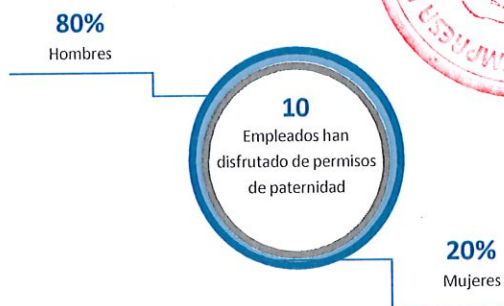 80%
Hombres
10
Empleados han
disfrutado de permisos
de paternidad
20%
Mujeres